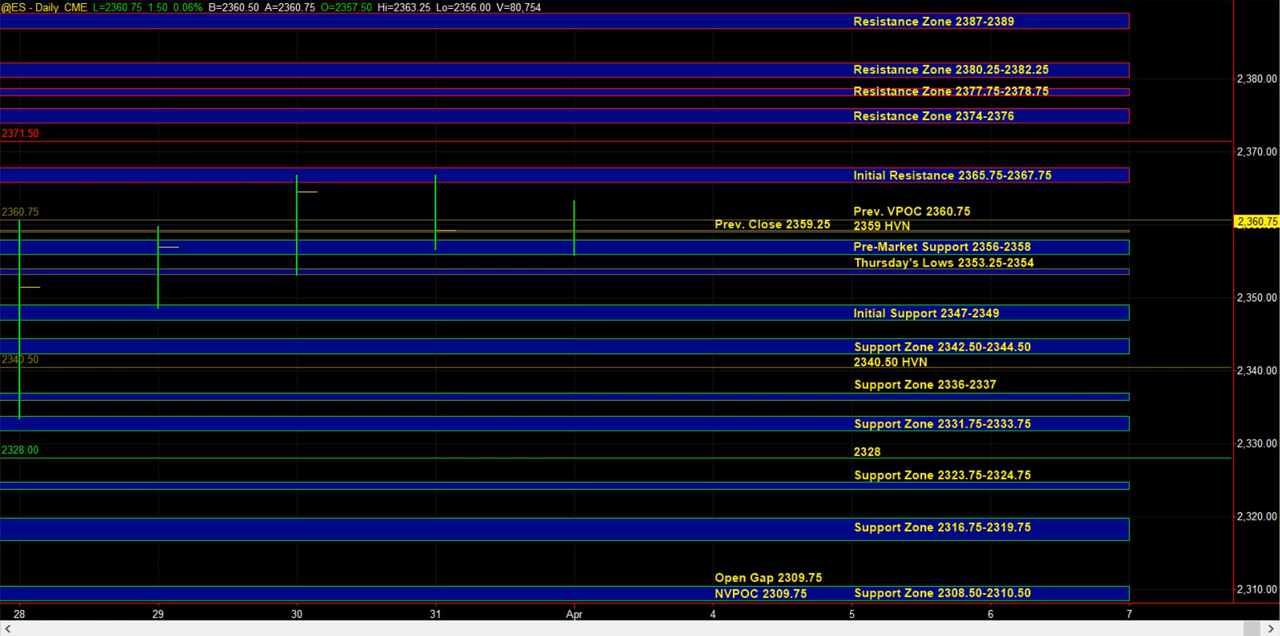 @ES - Daily CME L=2360.75 1.50 0.06% B=2360.50 A=2360.75 O=2357.50 Hi=2363.25 Lo=2356.00 V=80,754
Resistance Zone 2387-2389
Resistance Zone 2380.25-2382.25
2,380.00
Resistance Zone 2377.75-2378.75
Resistance Zone 2374-2376
2371.50
2,370.00
Initial Resistance 2365.75-2367.75
2360.75
Prev. VPOC 2360.75
2,360.75
Prev. Close 2359.25
2359 HVN
Pre-Market Support 2356-2358
Thursday's Lows 2353.25-2354
2,350.00
Initial Support 2347-2349
Support Zone 2342.50-2344.50
2340.50
2340.50 HVN
2,340.00
Support Zone 2336-2337
Support Zone 2331.75-2333.75
2,330.00
2328.00
2328
Support Zone 2323.75-2324.75
2,320.00
Support Zone 2316.75-2319.75
Open Gap 2309.75
NVPOC 2309.75
Support Zone 2308.50-2310.50
2,310.00
28 29 30 31 Apr 4 5 6 7